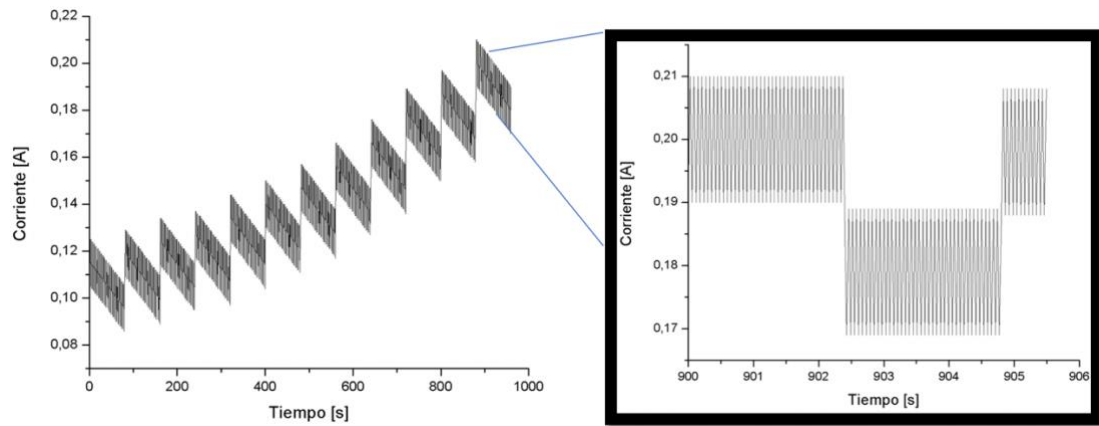 0,22
0,20
0,18
0,16
0,14
0,12
0,10
0,08
Corriente [A]
0 200 400 600 800 1000
Tiempo [s]
0,21
0,20
0,19
0,18
0,17
Corriente [A]
900 901 902 903 904 905 906
Tiempo [s]